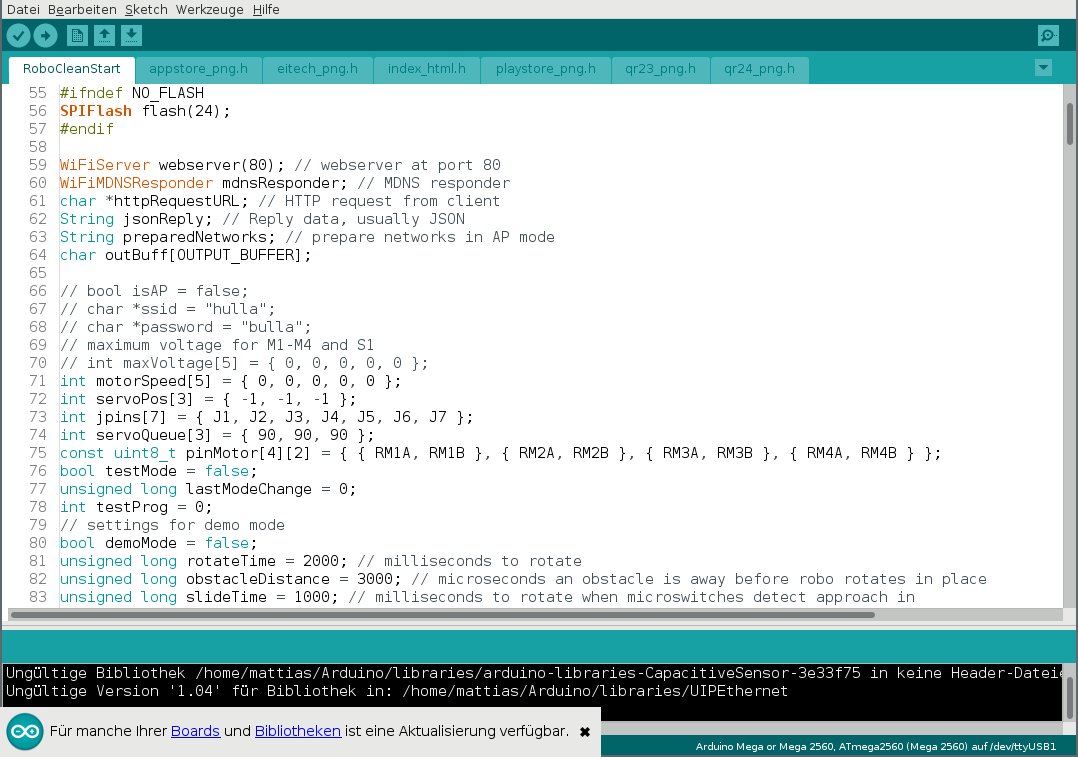 Datei Bearbeiten Sketch Werkzeuge Hilfe
RoboCleanStart appstore_png.h eitech_png.h index_html.h playstore_png.h qr23_png.h qr24_png.h
55 #ifndef NO_FLASH
56 SPIFlash flash(24);
57 #endif
58
59 WiFiServer webserver(80); // webserver at port 80
60 WiFiMDNSResponder mdnsResponder; // MDNS responder
61 char *httpRequestURL; // HTTP request from client
62 String jsonReply; // Reply data, usually JSON
63 String preparedNetworks; // prepare networks in AP mode
64 char outBuff[OUTPUT_BUFFER];
65
66 // bool isAP = false;
67 // char *ssid = "hulla";
68 // char *password = "bulla";
69 // maximum voltage for M1-M4 and S1
70 // int maxVoltage[5] = { 0, 0, 0, 0, 0 };
71 int motorSpeed[5] = { 0, 0, 0, 0, 0 };
72 int servoPos[3] = { -1, -1, -1 };
73 int jpins[7] = { J1, J2, J3, J4, J5, J6, J7 };
74 int servoQueue[3] = { 90, 90, 90 };
75 const uint8_t pinMotor[4][2] = { { RM1A, RM1B }, { RM2A, RM2B }, { RM3A, RM3B }, { RM4A, RM4B } };
76 bool testMode = false;
77 unsigned long lastModeChange = 0;
78 int testProg = 0;
79 // settings for demo mode
80 bool demoMode = false;
81 unsigned long rotateTime = 2000; // milliseconds to rotate
82 unsigned long obstacleDistance = 3000; // microseconds an obstacle is away before robo rotates in place
83 unsigned long slideTime = 1000; // milliseconds to rotate when microswitches detect approach in
Ungültige Bibliothek /home/mattias/Arduino/libraries/arduino-libraries-CapacitiveSensor-3e33f75 in keine Header-Dateie
Ungültige Version '1.04' für Bibliothek in: /home/mattias/Arduino/libraries/UIPEthernet
Für manche Ihrer Boards und Bibliotheken ist eine Aktualisierung verfügbar.
Arduino Mega or Mega 2560, ATmega2560 (Mega 2560) auf /dev/ttyUSB1